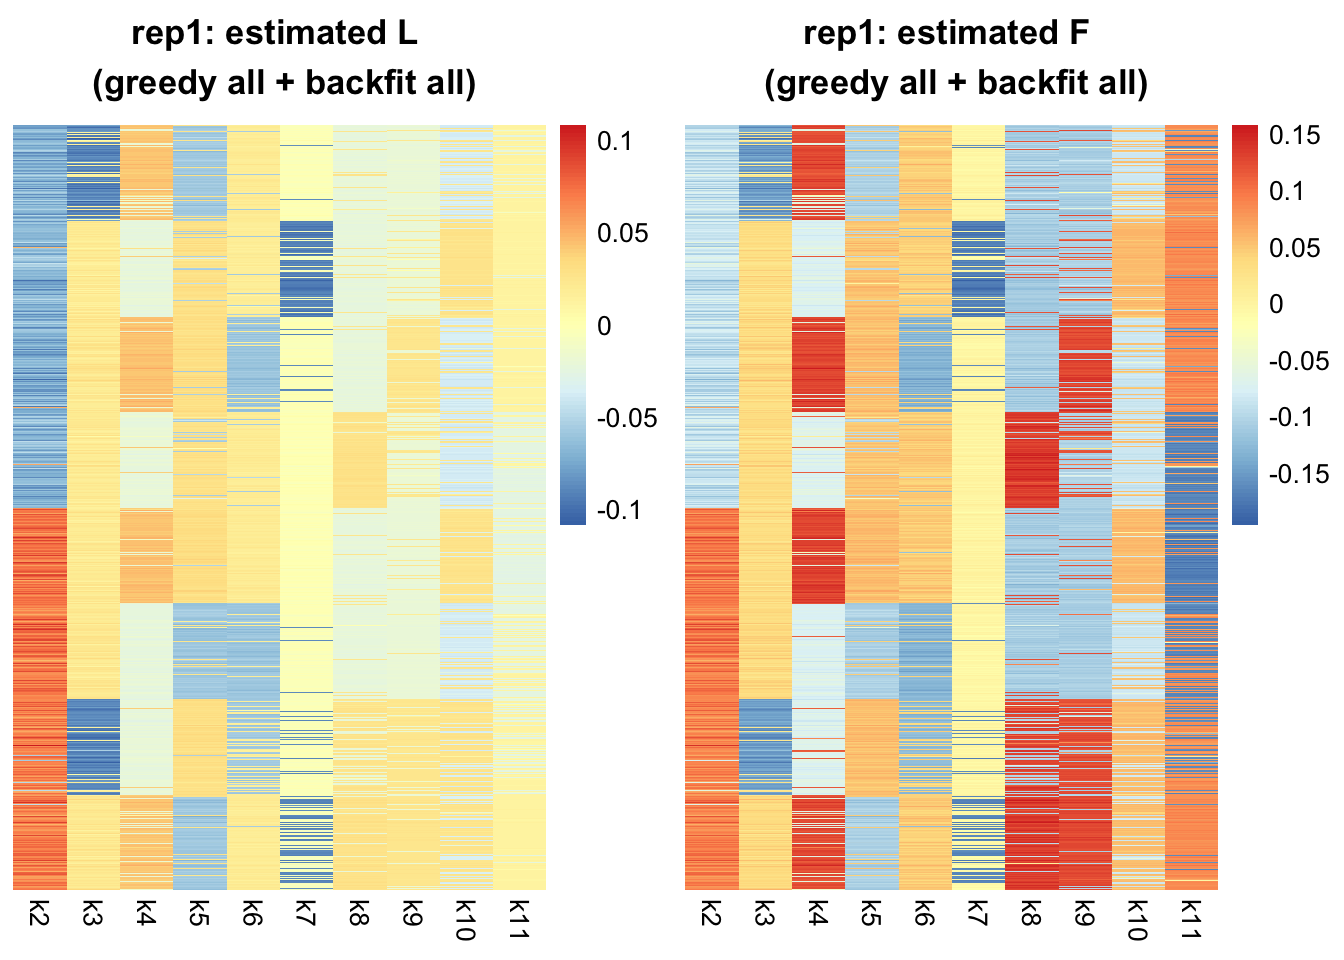 rep1: estimated L
(greedy all + backfit all)
0.1
0.05
0
-0.05
-0.1
k2 k3 k4 k5 k6 k7 k8 k9 k10 k11
rep1: estimated F
(greedy all + backfit all)
0.15
0.1
0.05
0
-0.05
-0.1
-0.15
k2 k3 k4 k5 k6 k7 k8 k9 k10 k11